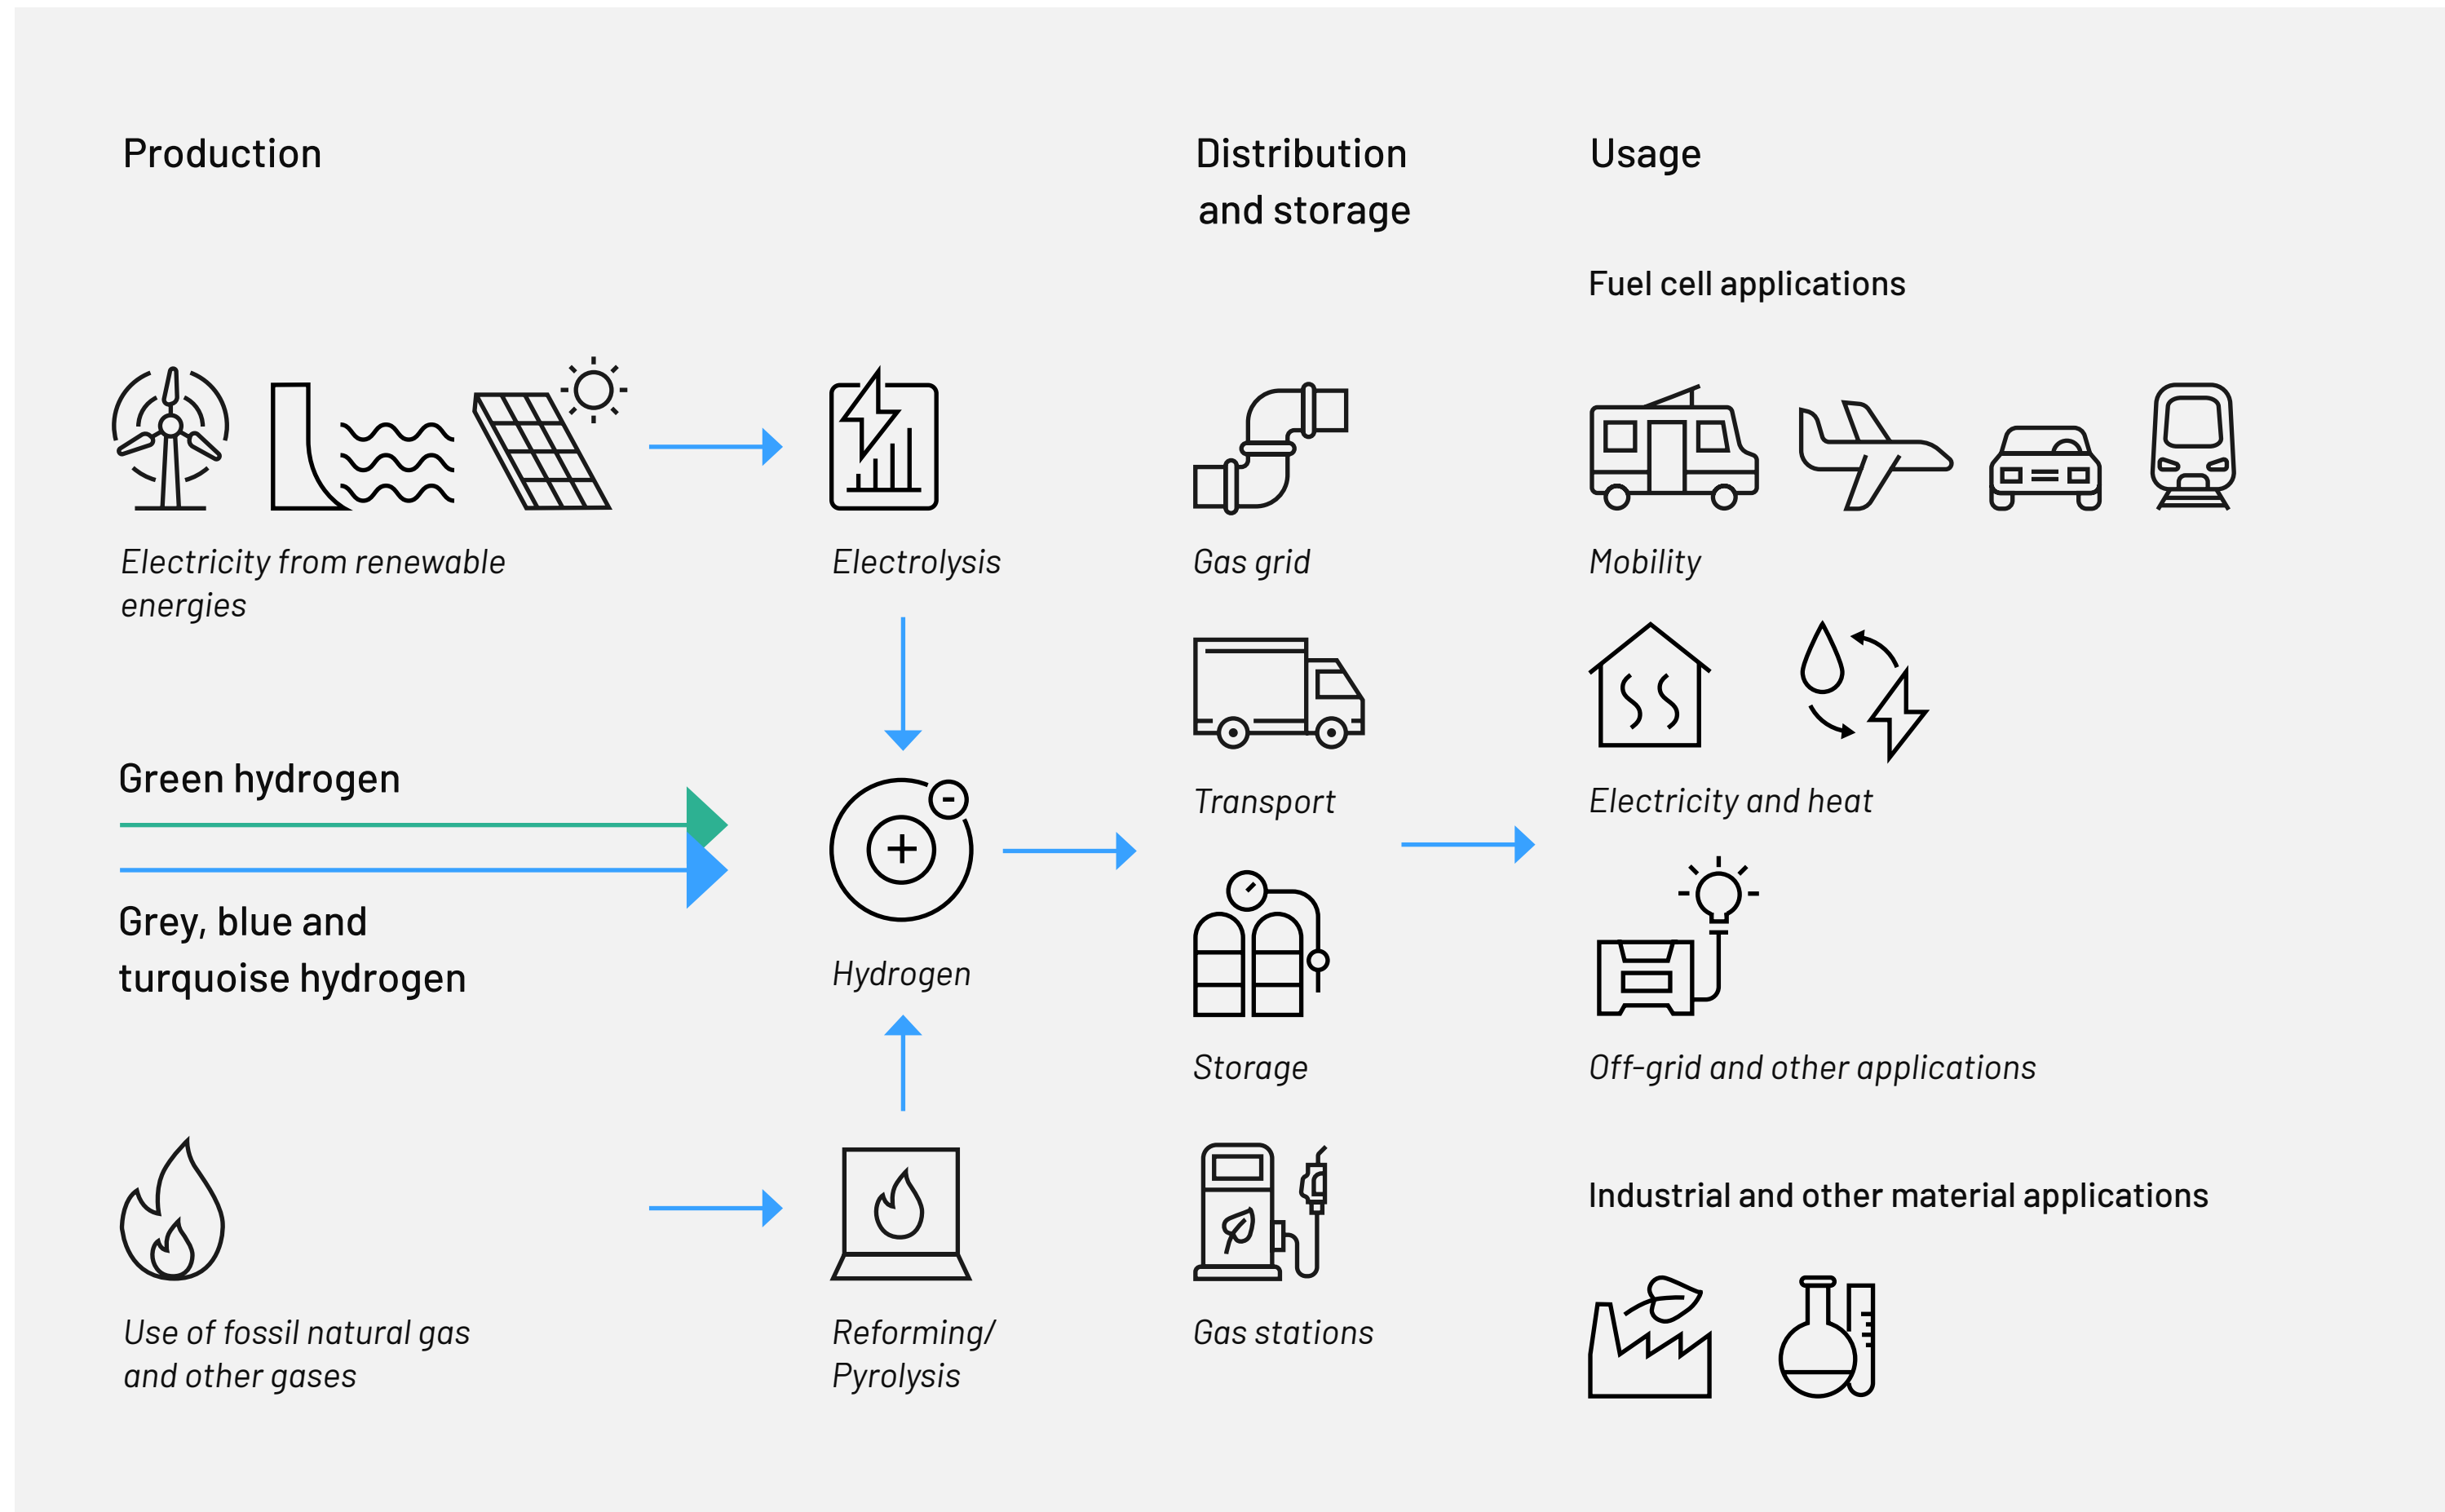 Production
Distribution
and storage
Usage
Fuel cell applications
Electricity from renewable
energies
Electrolysis
Gas grid
Mobility
Green hydrogen
Grey, blue and
turquoise hydrogen
Hydrogen
Transport
Electricity and heat
Storage
Off-grid and other applications
Use of fossil natural gas
and other gases
Reforming/
Pyrolysis
Gas stations
Industrial and other material applications